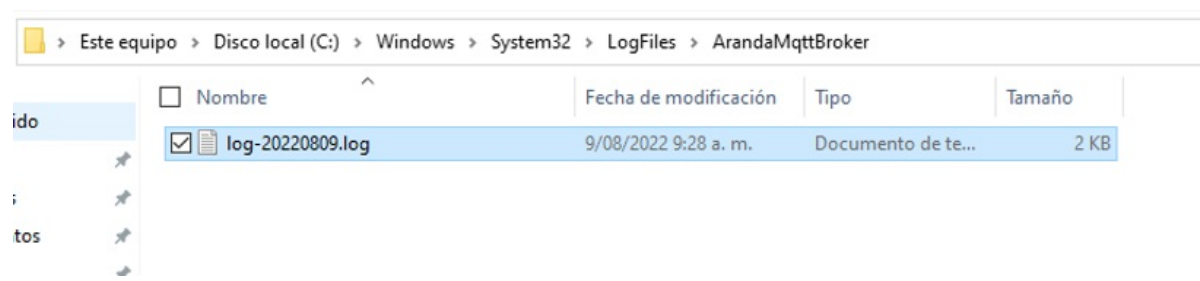 Este equipo > Disco local (C:) > Windows > System32 > LogFiles > ArandaMqttBroker
Nombre Fecha de modificación Tipo Tamaño
ido
log-20220809.log 9/08/2022 9:28 a. m. Documento de te... 2 KB
tos